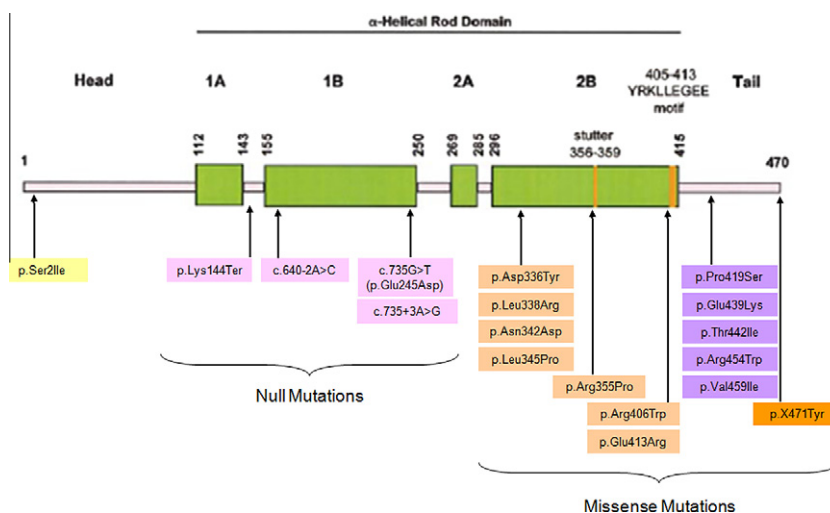 α-Helical Rod Domain
Head
1A
1B
2A
2B
405-413
YRKLLEGEE
motif
Tail
stutter
356-359
1
112
143
155
250
269
285
296
415
470
p.Ser2Ile
p.Lys144Ter
c.640-2A>C
c.735G>T
(p.Glu245Asp)
c.735+3A>G
p.Asp336Tyr
p.Leu338Arg
p.Asn342Asp
p.Leu345Pro
p.Arg355Pro
p.Arg406Trp
p.Glu413Arg
p.Pro419Ser
p.Glu439Lys
p.Thr442Ile
p.Arg454Trp
p.Val459Ile
p.X471Tyr
Null Mutations
Missense Mutations